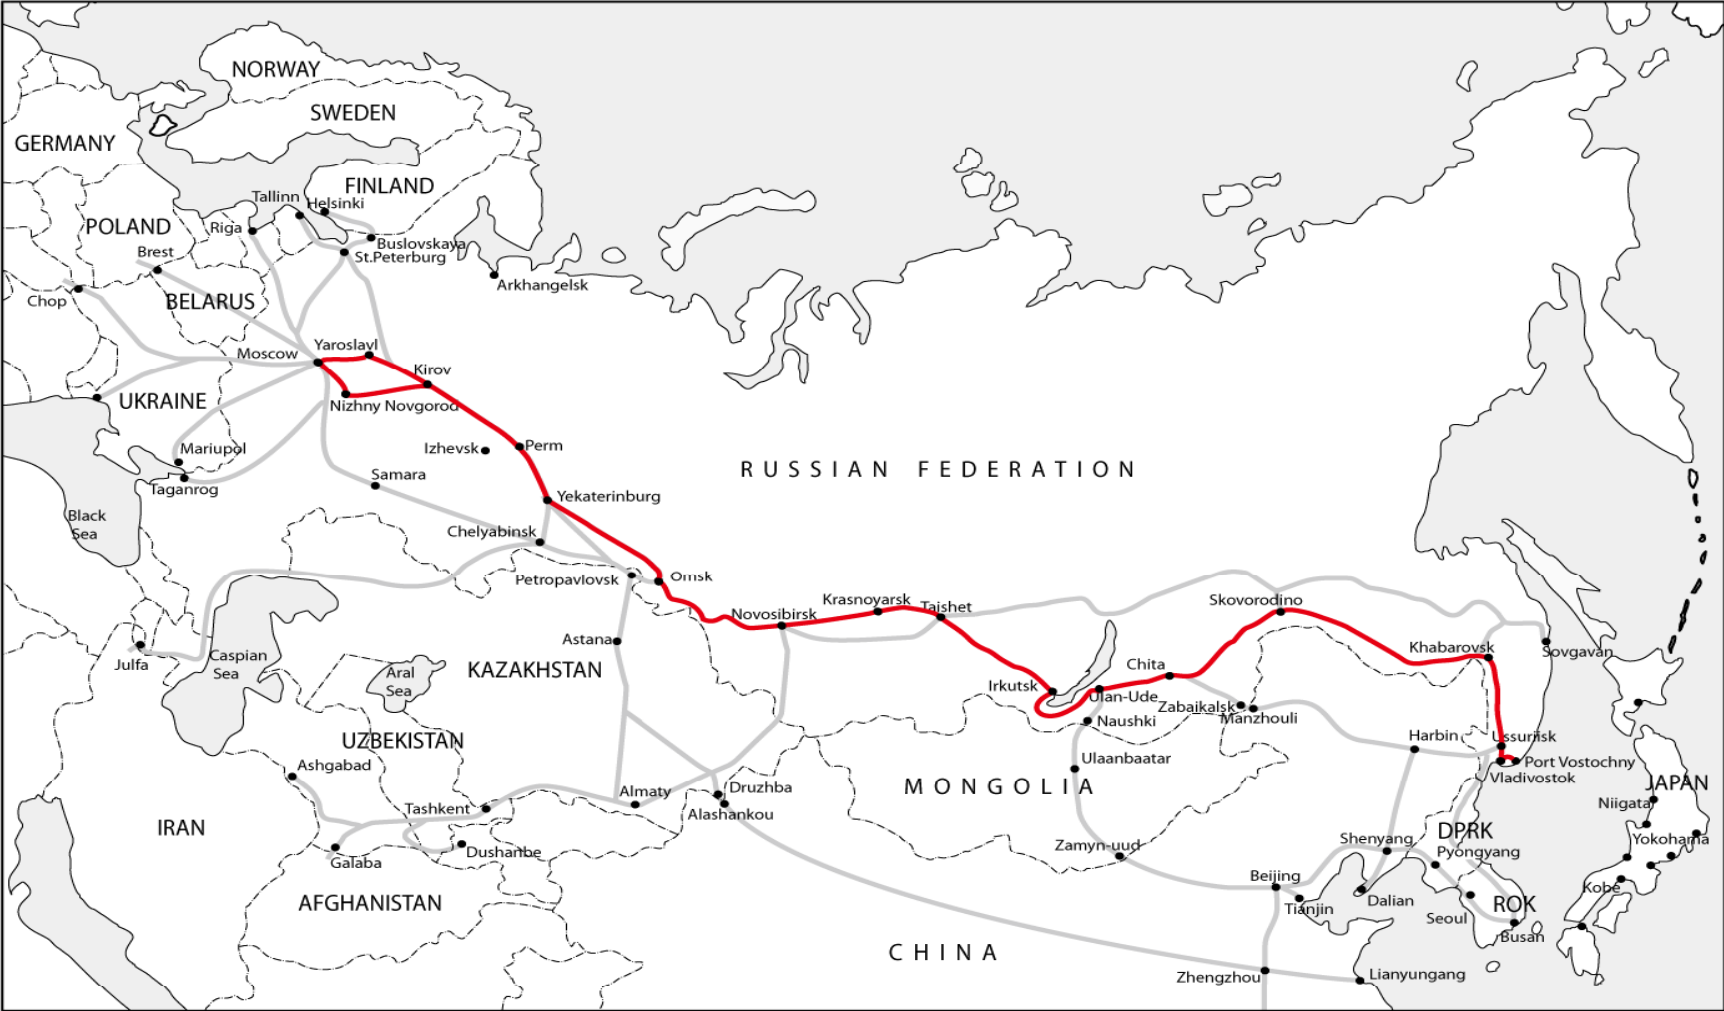 NORWAY
SWEDEN
GERMANY
FINLAND
Tallinn
Helsinki
POLAND
Riga
Buslovskaya
Brest
St.Peterburg
Arkhangelsk
Chop
BELARUS
Yaroslavl
Moscow
Kirov
UKRAINE
Nizhny Novgorod
Mariupol
Izhevsk
Perm
RUSSIAN FEDERATION
Samara
Taganrog
Yekaterinburg
Black
Sea
Chelyabinsk
Petropavlovsk
Omsk
Krasnoyarsk
Taishet
Novosibirsk
Skovorodino
Astana
Khabarovsk
Sovgavan
Julfa
Caspian
Sea
KAZAKHSTAN
Aral
Sea
Chita
Irkutsk
Ulan-Ude
Zabaikalsk
Manzhouli
Naushki
UZBEKISTAN
Harbin
Ussuriisk
Ulaanbaatar
Port Vostochny
Ashgabad
Vladivostok
MONGOLIA
JAPAN
Druzhba
Almaty
Niigata
Tashkent
Alashankou
IRAN
DPRK
Shenyang
Yokohama
Zamyn-uud
Pyongyang
Dushanbe
Galaba
Beijing
Kobe
AFGHANISTAN
Dalian
ROK
Tianjin
Seoul
Busan
CHINA
Zhengzhou
Lianyungang